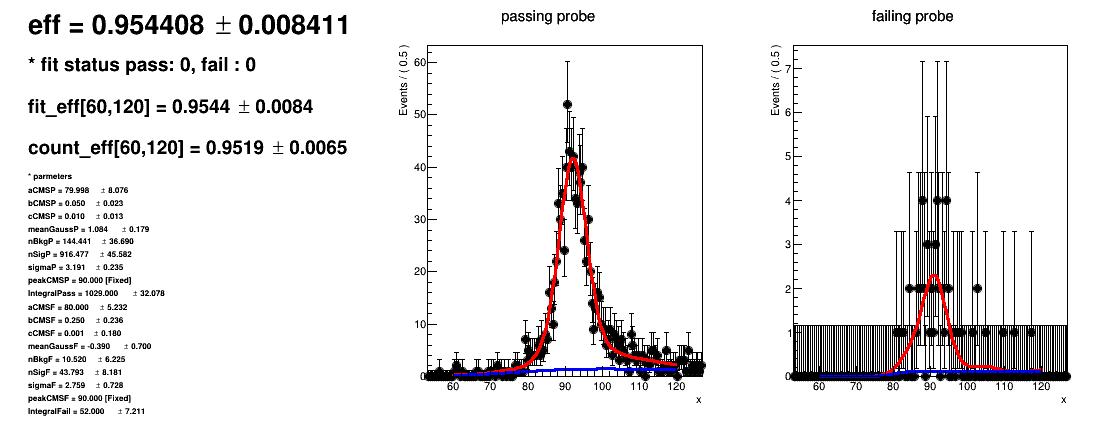 eff = 0.954408 ± 0.008411
* fit status pass: 0, fail : 0
fit_eff[60,120] = 0.9544 ± 0.0084
count_eff[60,120] = 0.9519 ± 0.0065
* parmeters
aCMSP = 79.998 ± 8.076
bCMSP = 0.050 ± 0.023
cCMSP = 0.010 ± 0.013
meanGaussP = 1.084 ± 0.179
nBkgP = 144.441 ± 36.690
nSigP = 916.477 ± 45.582
sigmaP = 3.191 ± 0.235
peakCMSP = 90.000 [Fixed]
IntegralPass = 1029.000 ± 32.078
aCMSF = 80.000 ± 5.232
bCMSF = 0.250 ± 0.236
cCMSF = 0.001 ± 0.180
meanGaussF = -0.390 ± 0.700
nBkgF = 10.520 ± 6.225
nSigF = 43.793 ± 8.181
sigmaF = 2.759 ± 0.728
peakCMSF = 90.000 [Fixed]
IntegralFail = 52.000 ± 7.211
passing probe
Events / ( 0.5 )
60
50
40
30
20
10
0
60 70 80 90 100 110 120
x
failing probe
Events / ( 0.5 )
7
6
5
4
3
2
1
0
60 70 80 90 100 110 120
x